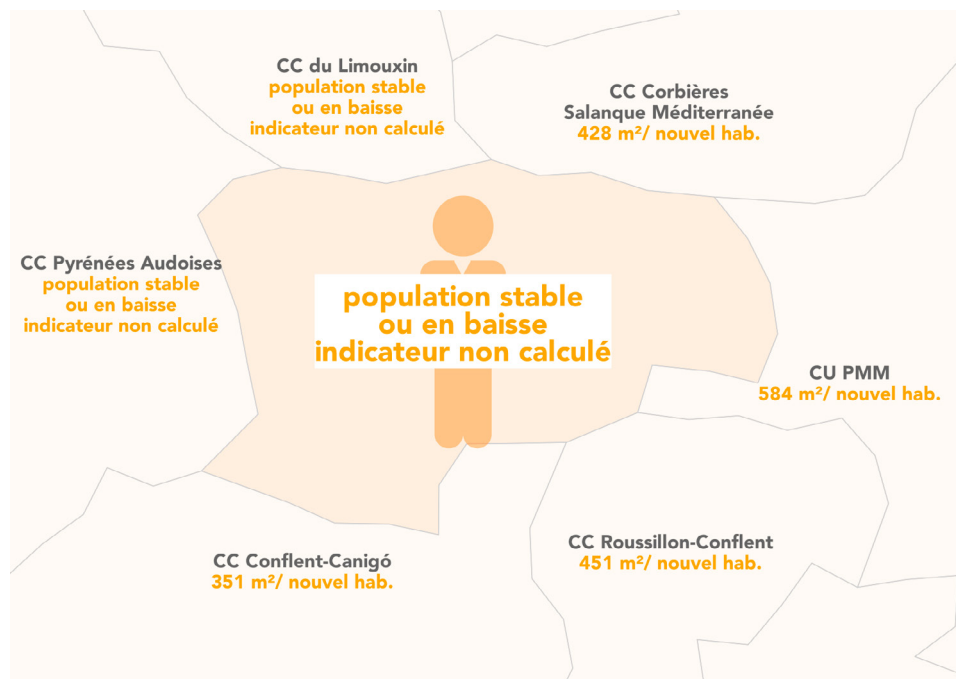 CC du Limouxin
population stable
ou en baisse
indicateur non calculé
CC Corbières
Salanque Méditerranée
428 m²/ nouvel hab.
CC Pyrénées Audoises
population stable
ou en baisse
indicateur non calculé
population stable
ou en baisse
indicateur non calculé
CU PMM
584 m²/ nouvel hab.
CC Conflent-Canigó
351 m²/ nouvel hab.
CC Roussillon-Conflent
451 m²/ nouvel hab.